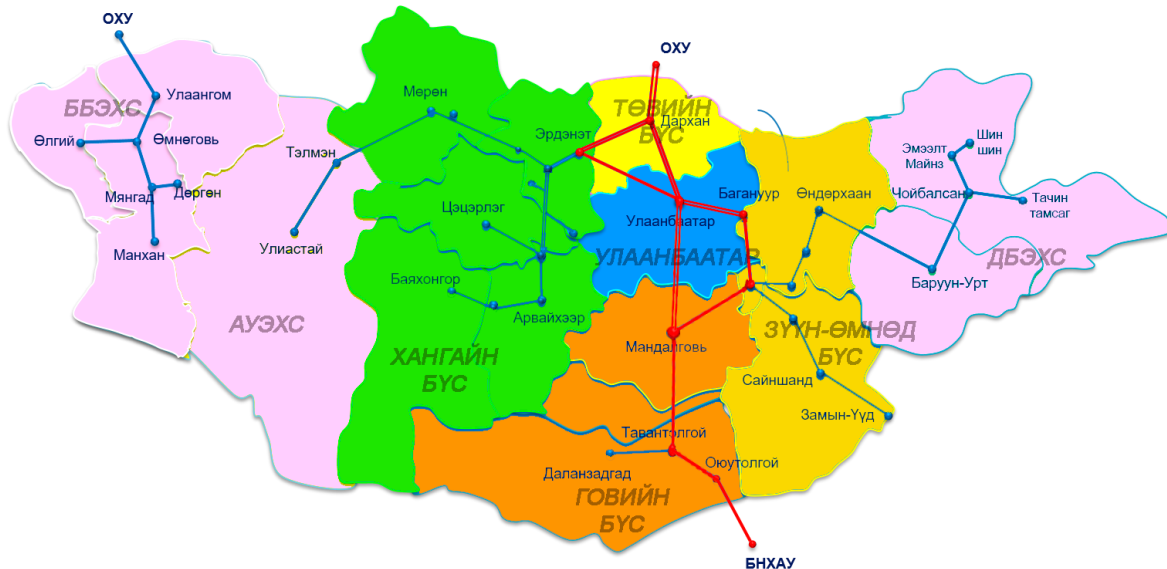 ОХУ
ОХУ
Улаангом
ББЭХС
Өлгий
Өмнөговь
Мянгад
Дөргөн
Манхан
Мөрөн
Тэлмэн
Улиастай
АУЭХС
Эрдэнэт
Цэцэрлэг
Баяхонгор
Арвайхээр
ХАНГАЙН
БҮС
ТӨВИЙН
БҮС
Дархан
Улаанбаатар
УЛААНБААТАР
Багануур
Өндөрхаан
Мандалговь
ЗҮҮН-ӨМНӨД
БҮС
Сайншанд
Замын-Үүд
Тавантэлгой
Даланзадгад
Оюутолгой
ГОВИЙН
БҮС
БНХАУ
Шин
шин
Эмээлт
Майнз
Чойбалсан
Тачин
тамсаг
Баруун-Урт
ДБЭХС